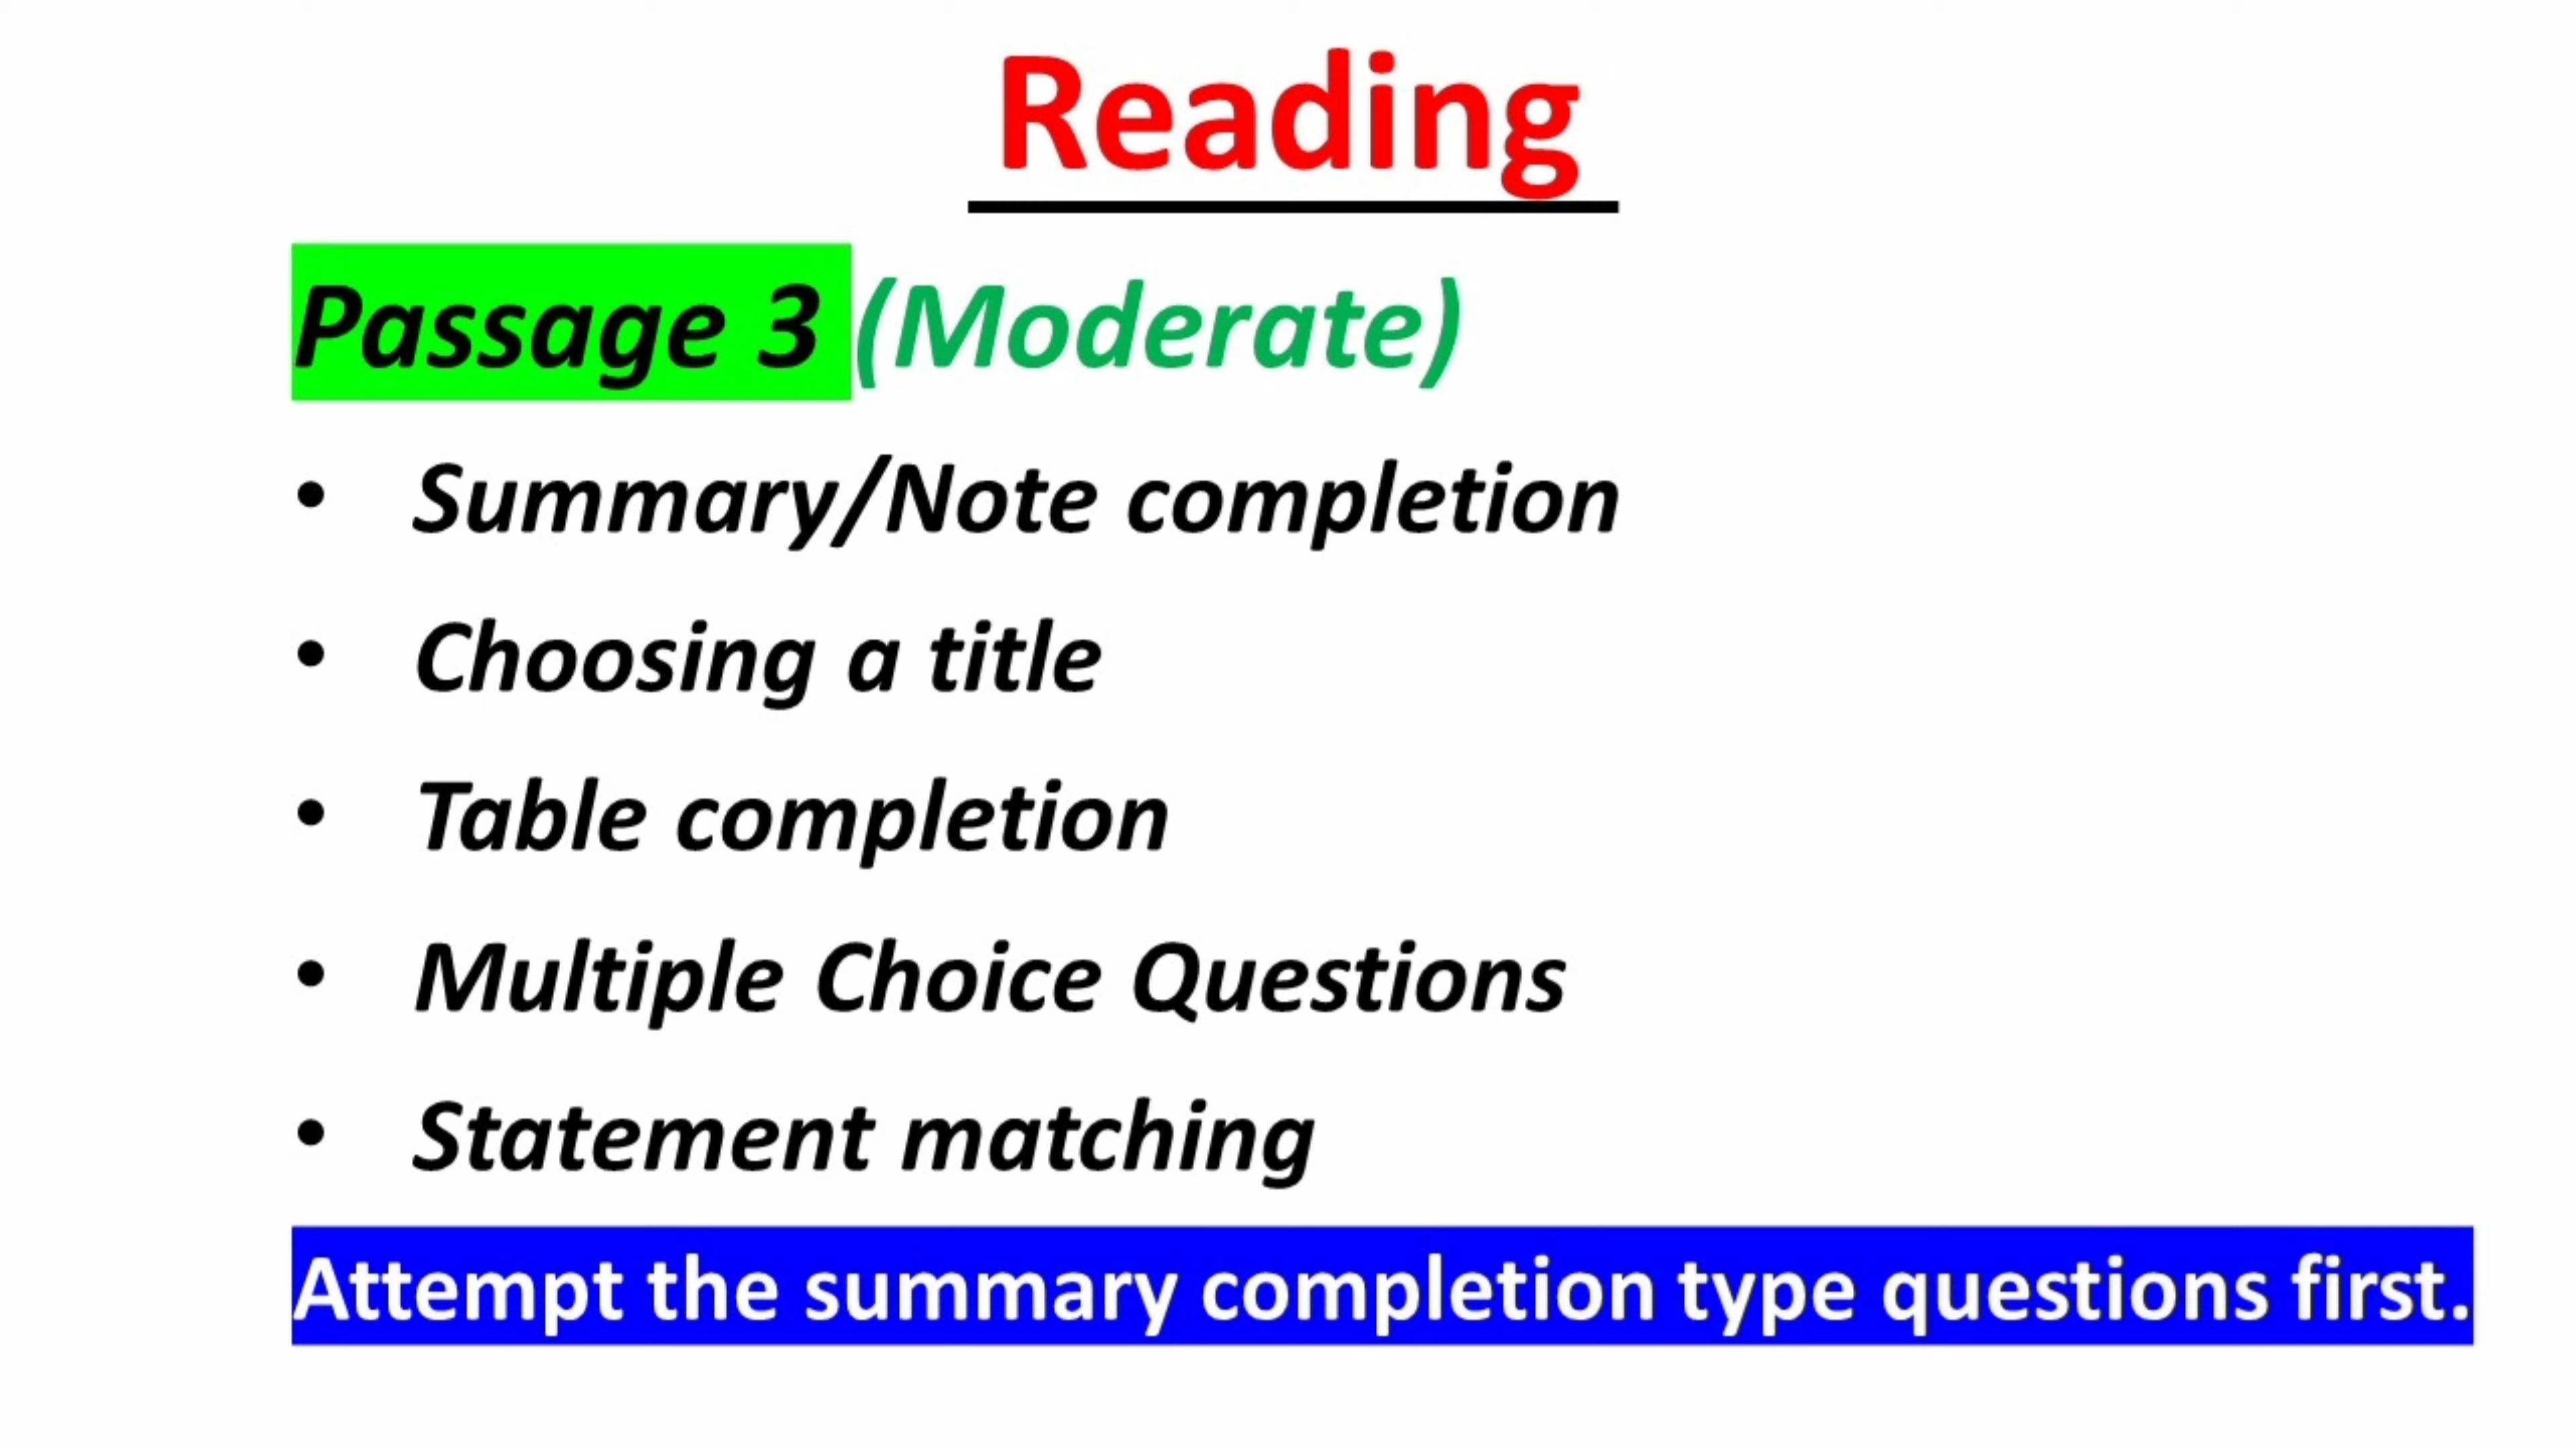 Reading
Passage 3 (Moderate)
• Summary/Note completion
• Choosing a title
• Table completion
• Multiple Choice Questions
• Statement matching
Attempt the summary completion type questions first.